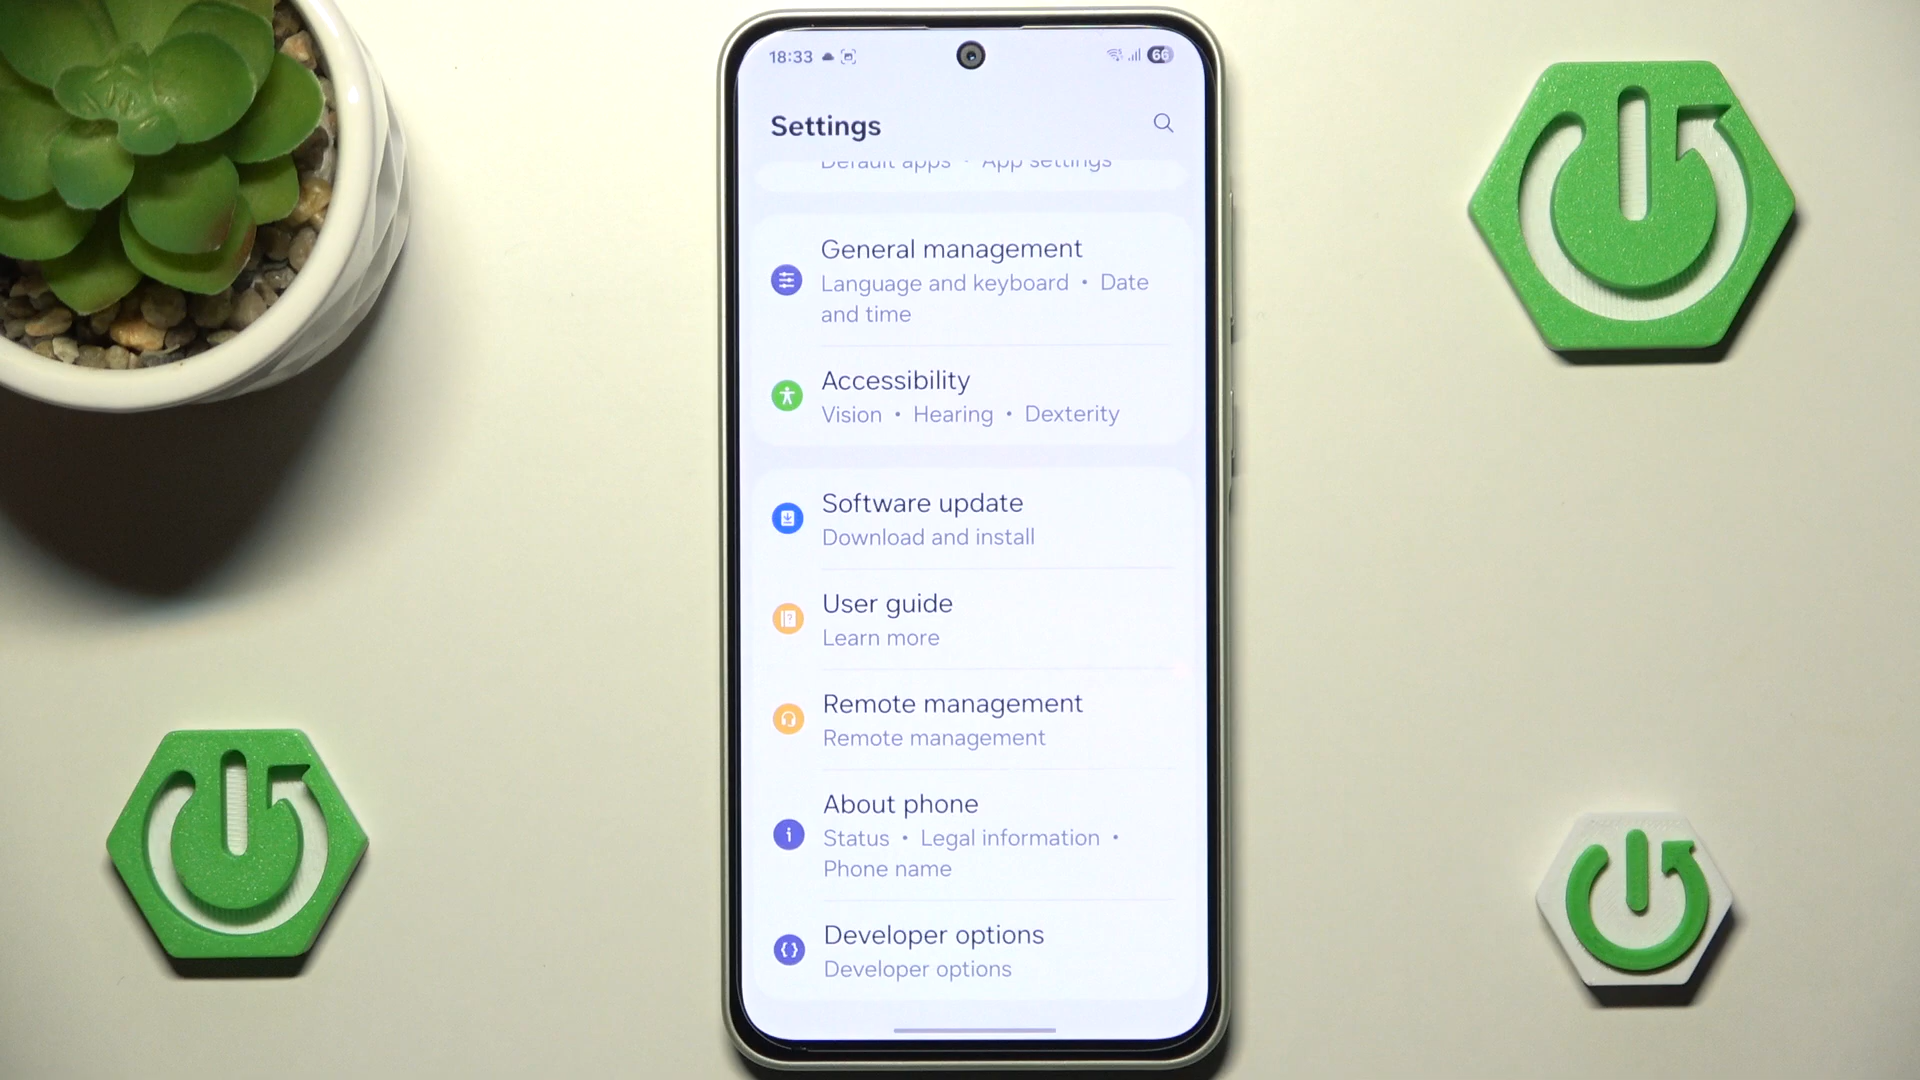 18:33
66
Settings
Default apps • App settings
General management
Language and keyboard • Date
and time
Accessibility
Vision • Hearing • Dexterity
Software update
Download and install
User guide
Learn more
Remote management
Remote management
About phone
Status • Legal information •
Phone name
Developer options
Developer options